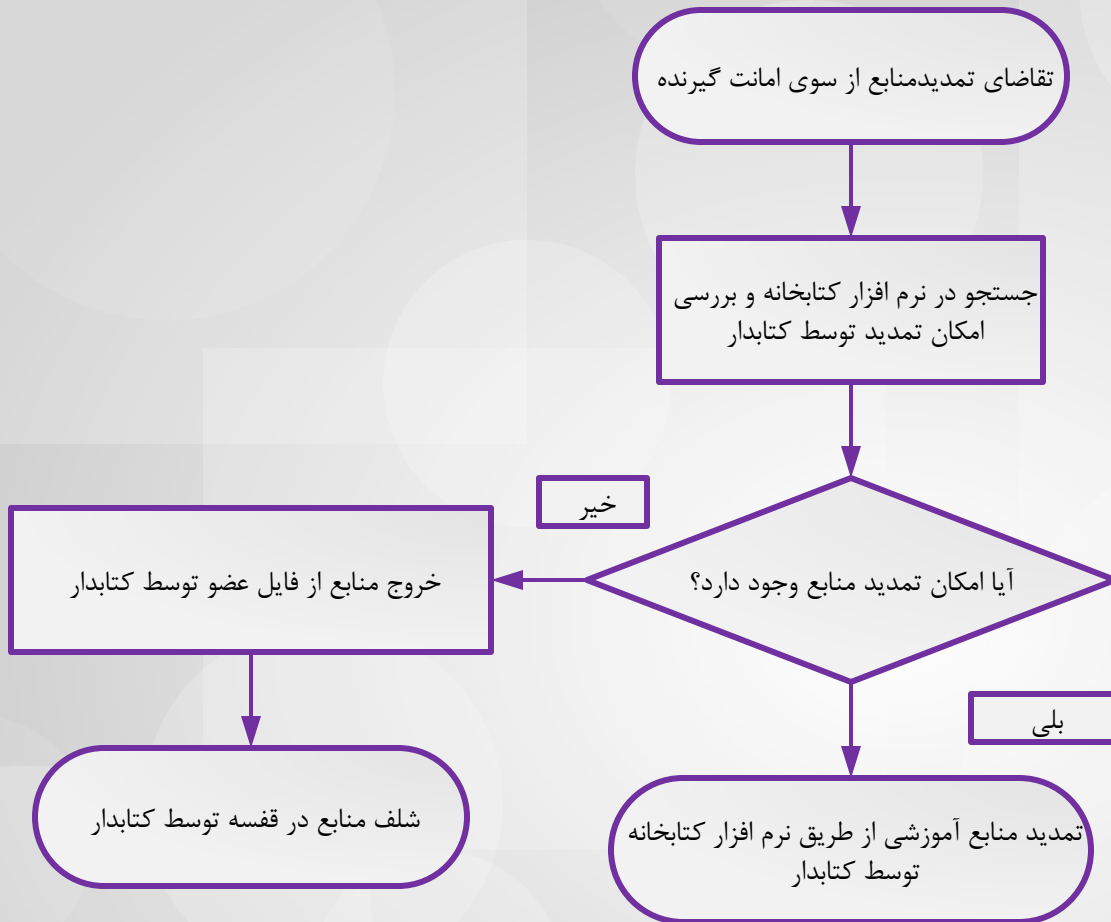 تقاضای تمدیدمنابع از سوی امانت گیرنده
جستجو در نرم افزار کتابخانه و بررسی
امکان تمدید توسط کتابدار
آیا امکان تمدید منابع وجود دارد؟
خیر
خروج منابع از فایل عضو توسط کتابدار
شلف منابع در قفسه توسط کتابدار
بلی
تمدید منابع آموزشی از طریق نرم افزار کتابخانه
توسط کتابدار